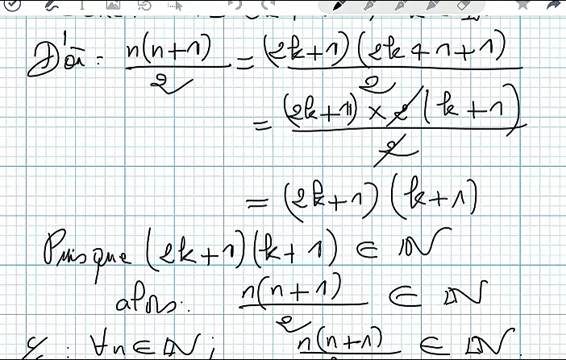 D'où : n(n+1)/2 = (2k+1)(2k+1+1)/2
= (2k+1) × 2(k+1)/2
= (2k+1)(k+1)
Puisque (2k+1)(k+1) ∈ ℕ
alors : n(n+1)/2 ∈ ℕ
∀n ∈ ℕ ; n(n+1)/2 ∈ ℕ